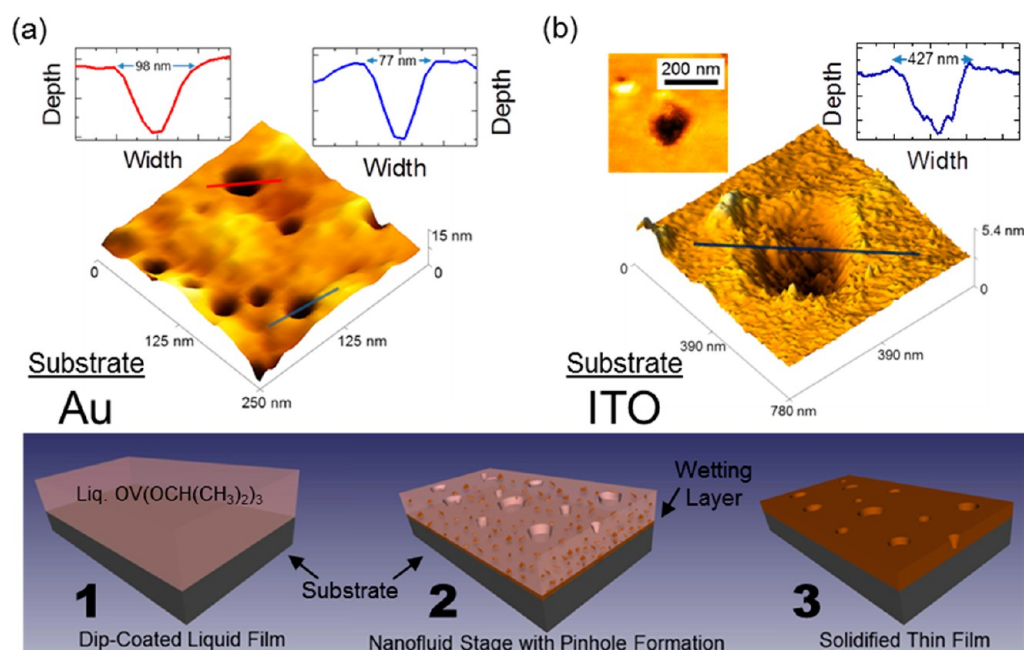 (a)
98 nm
Depth
Width
77 nm
Depth
Width
15 nm
0
0
125 nm
125 nm
250 nm
Substrate
Au
(b)
200 nm
427 nm
Depth
Width
5.4 nm
0
0
390 nm
390 nm
780 nm
Substrate
ITO
Liq. OV(OCH(CH₃)₂)₃
Substrate
Wetting
Layer
1
Dip-Coated Liquid Film
2
Nanofluid Stage with Pinhole Formation
3
Solidified Thin Film